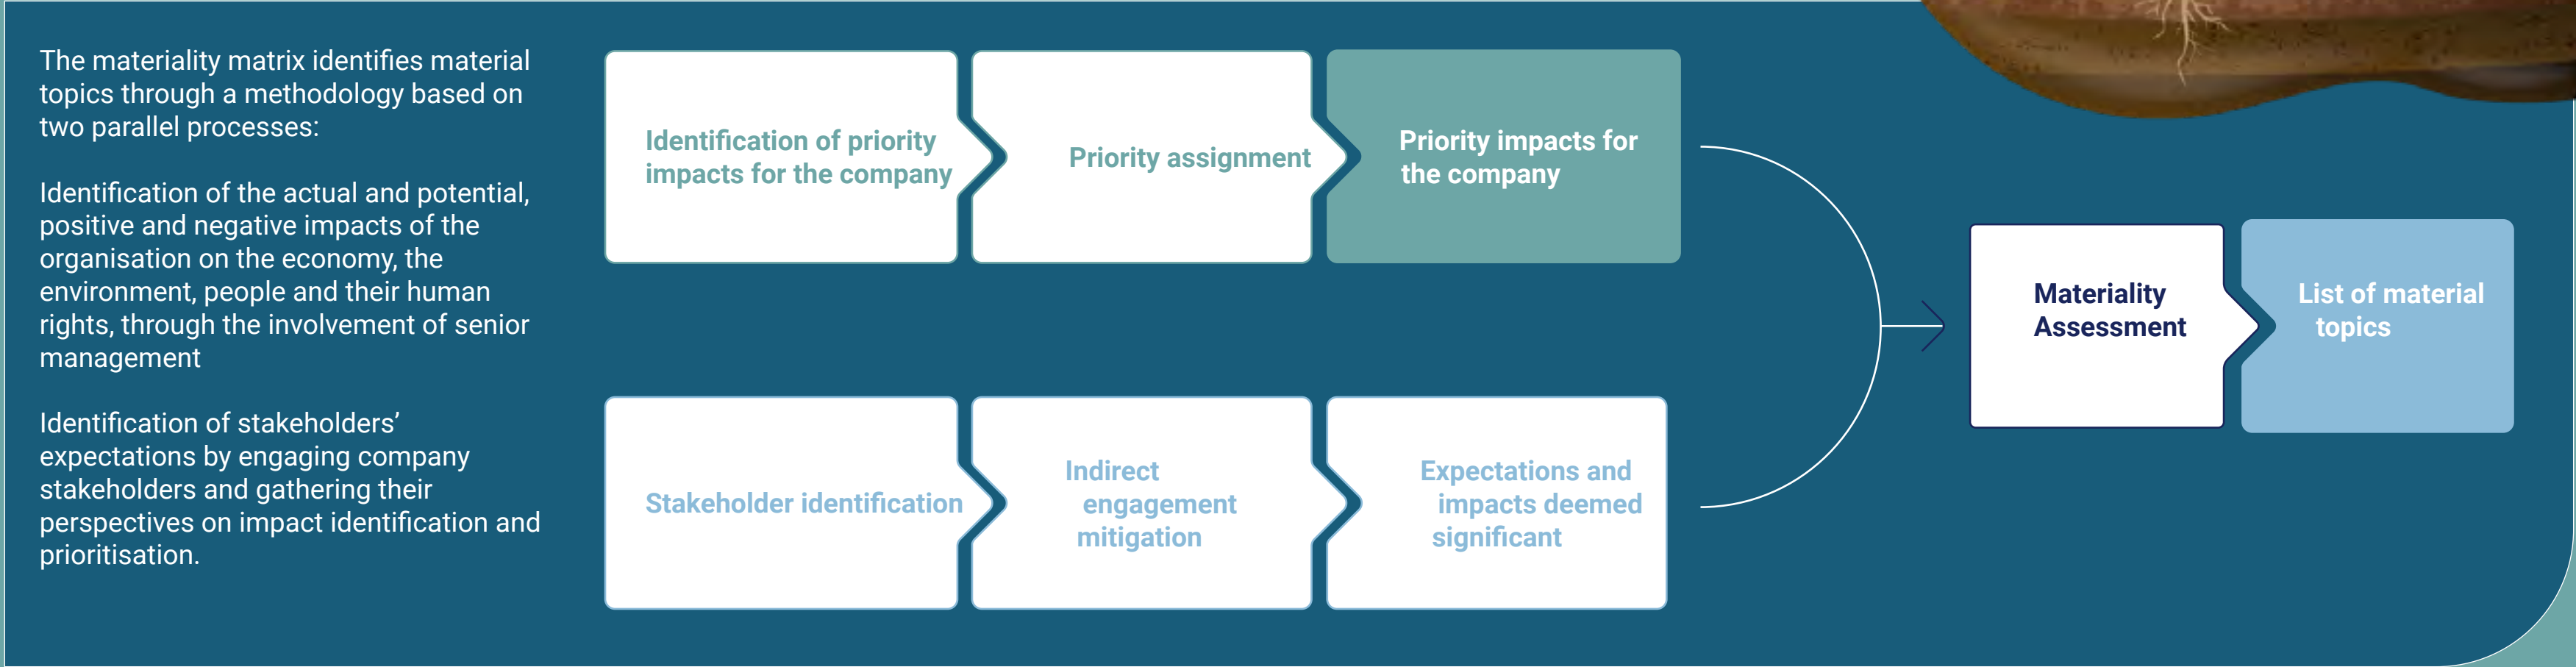 The materiality matrix identifies material
topics through a methodology based on
two parallel processes:
Identification of the actual and potential,
positive and negative impacts of the
organisation on the economy, the
environment, people and their human
rights, through the involvement of senior
management
Identification of stakeholders’
expectations by engaging company
stakeholders and gathering their
perspectives on impact identification and
prioritisation.
Identification of priority
impacts for the company
Priority assignment
Priority impacts for
the company
Stakeholder identification
Indirect
engagement
mitigation
Expectations and
impacts deemed
significant
Materiality
Assessment
List of material
topics